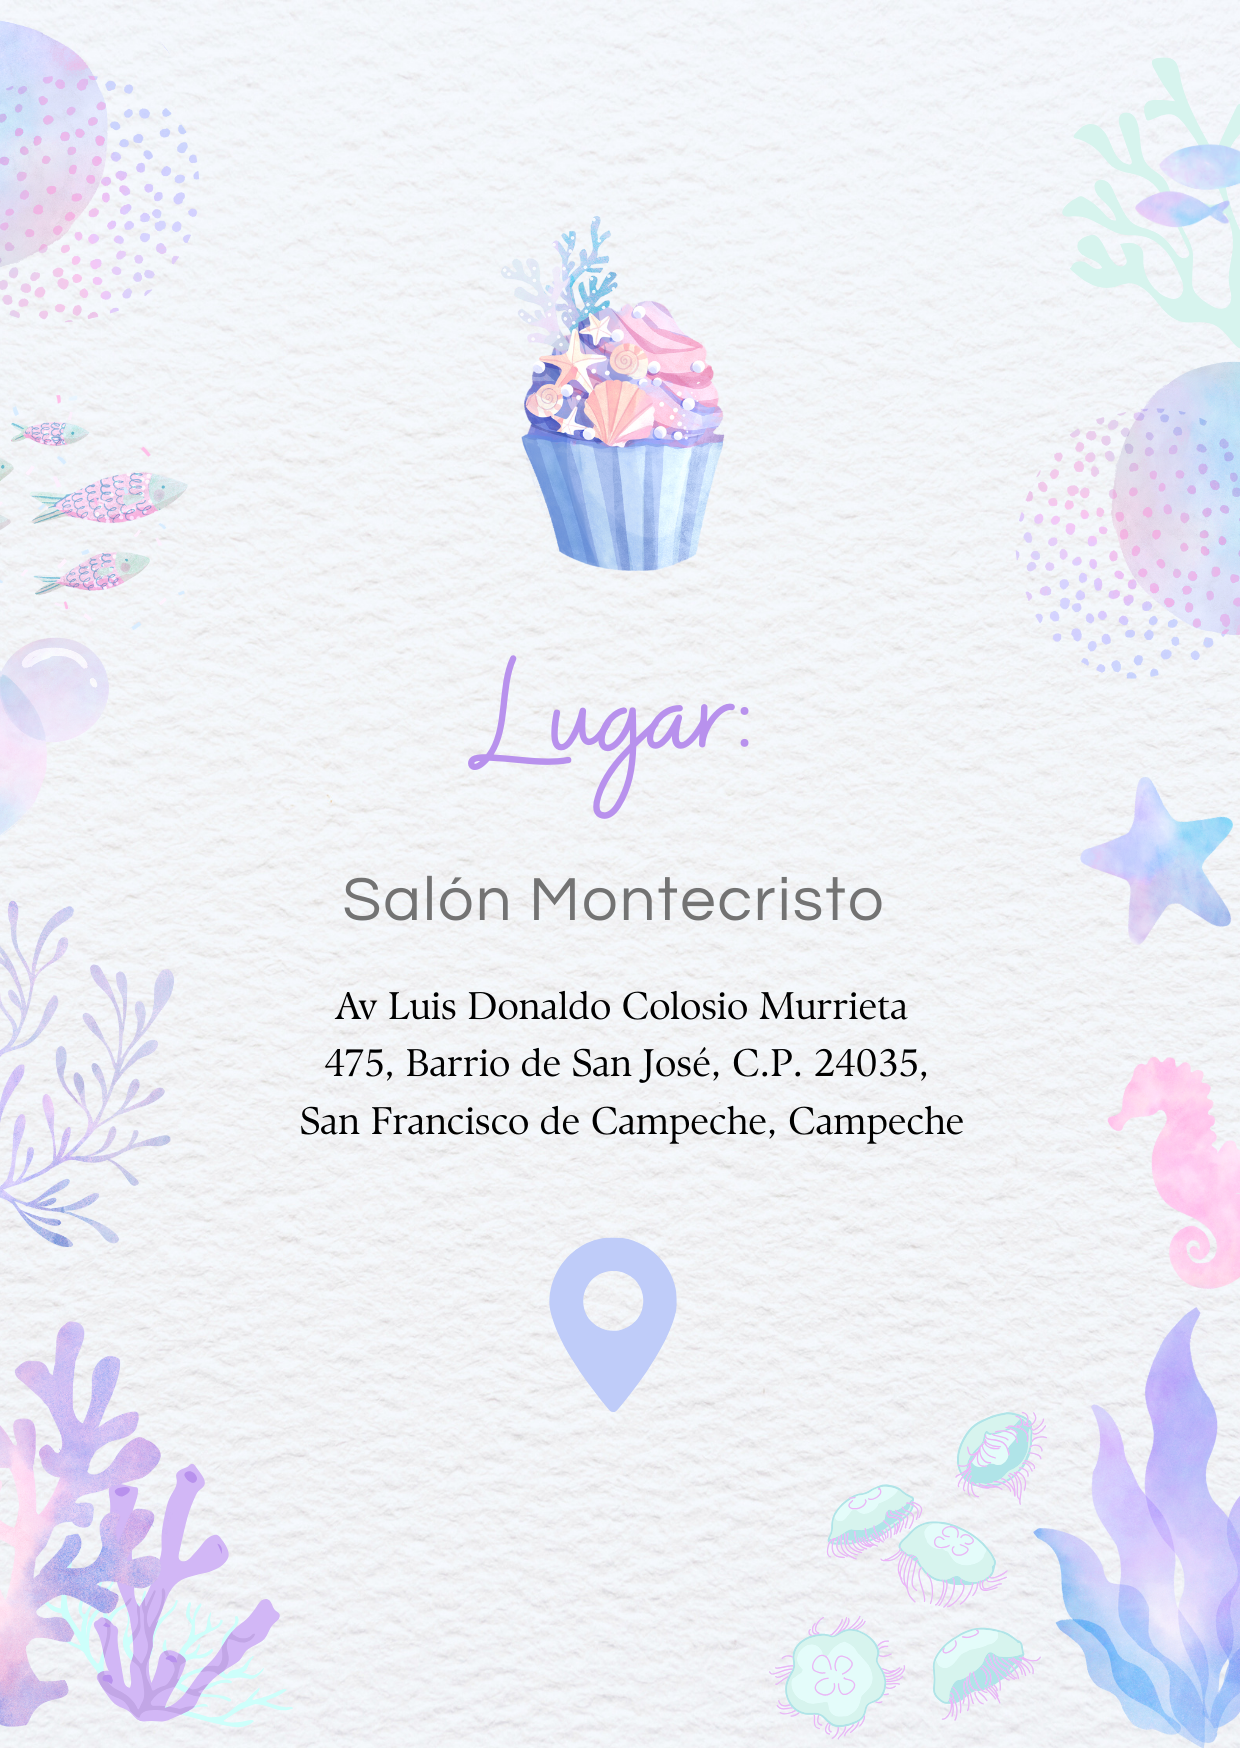 Lugar:
Salón Montecristo
Av Luis Donaldo Colosio Murrieta
475, Barrio de San José, C.P. 24035,
San Francisco de Campeche, Campeche